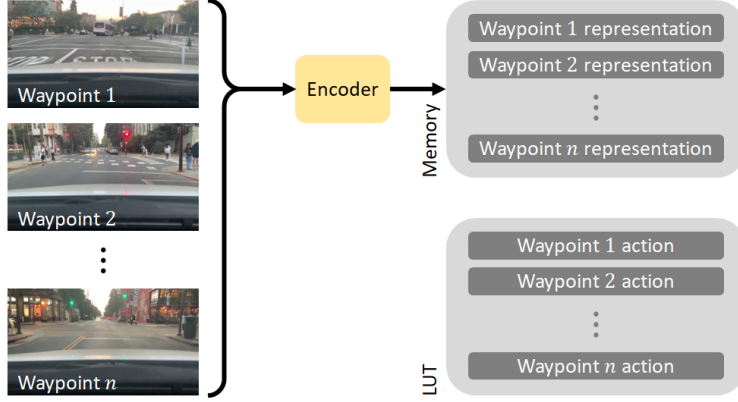 STOP
Waypoint 1
Waypoint 2
Waypoint n
Encoder
Memory
Waypoint 1 representation
Waypoint 2 representation
Waypoint n representation
LUT
Waypoint 1 action
Waypoint 2 action
Waypoint n action